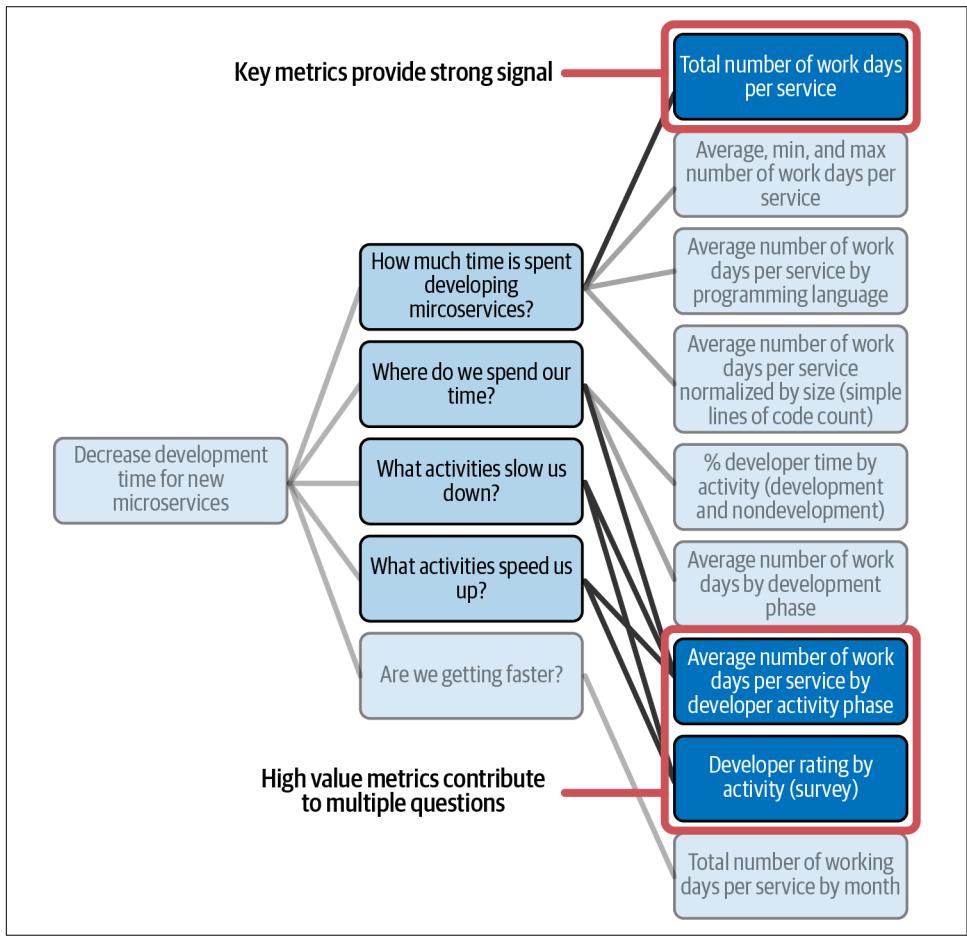 Key metrics provide strong signal
Total number of work days
per service
Average, min, and max
number of work days per
service
Average number of work
days per service by
programming language
Average number of work
days per service
normalized by size (simple
lines of code count)
% developer time by
activity (development
and nondevelopment)
Average number of work
days by development
phase
Average number of work
days per service by
developer activity phase
Developer rating by
activity (survey)
Total number of working
days per service by month
How much time is spent
developing
mircoservices?
Where do we spend our
time?
What activities slow us
down?
What activities speed us
up?
Are we getting faster?
Decrease development
time for new
microservices
High value metrics contribute
to multiple questions